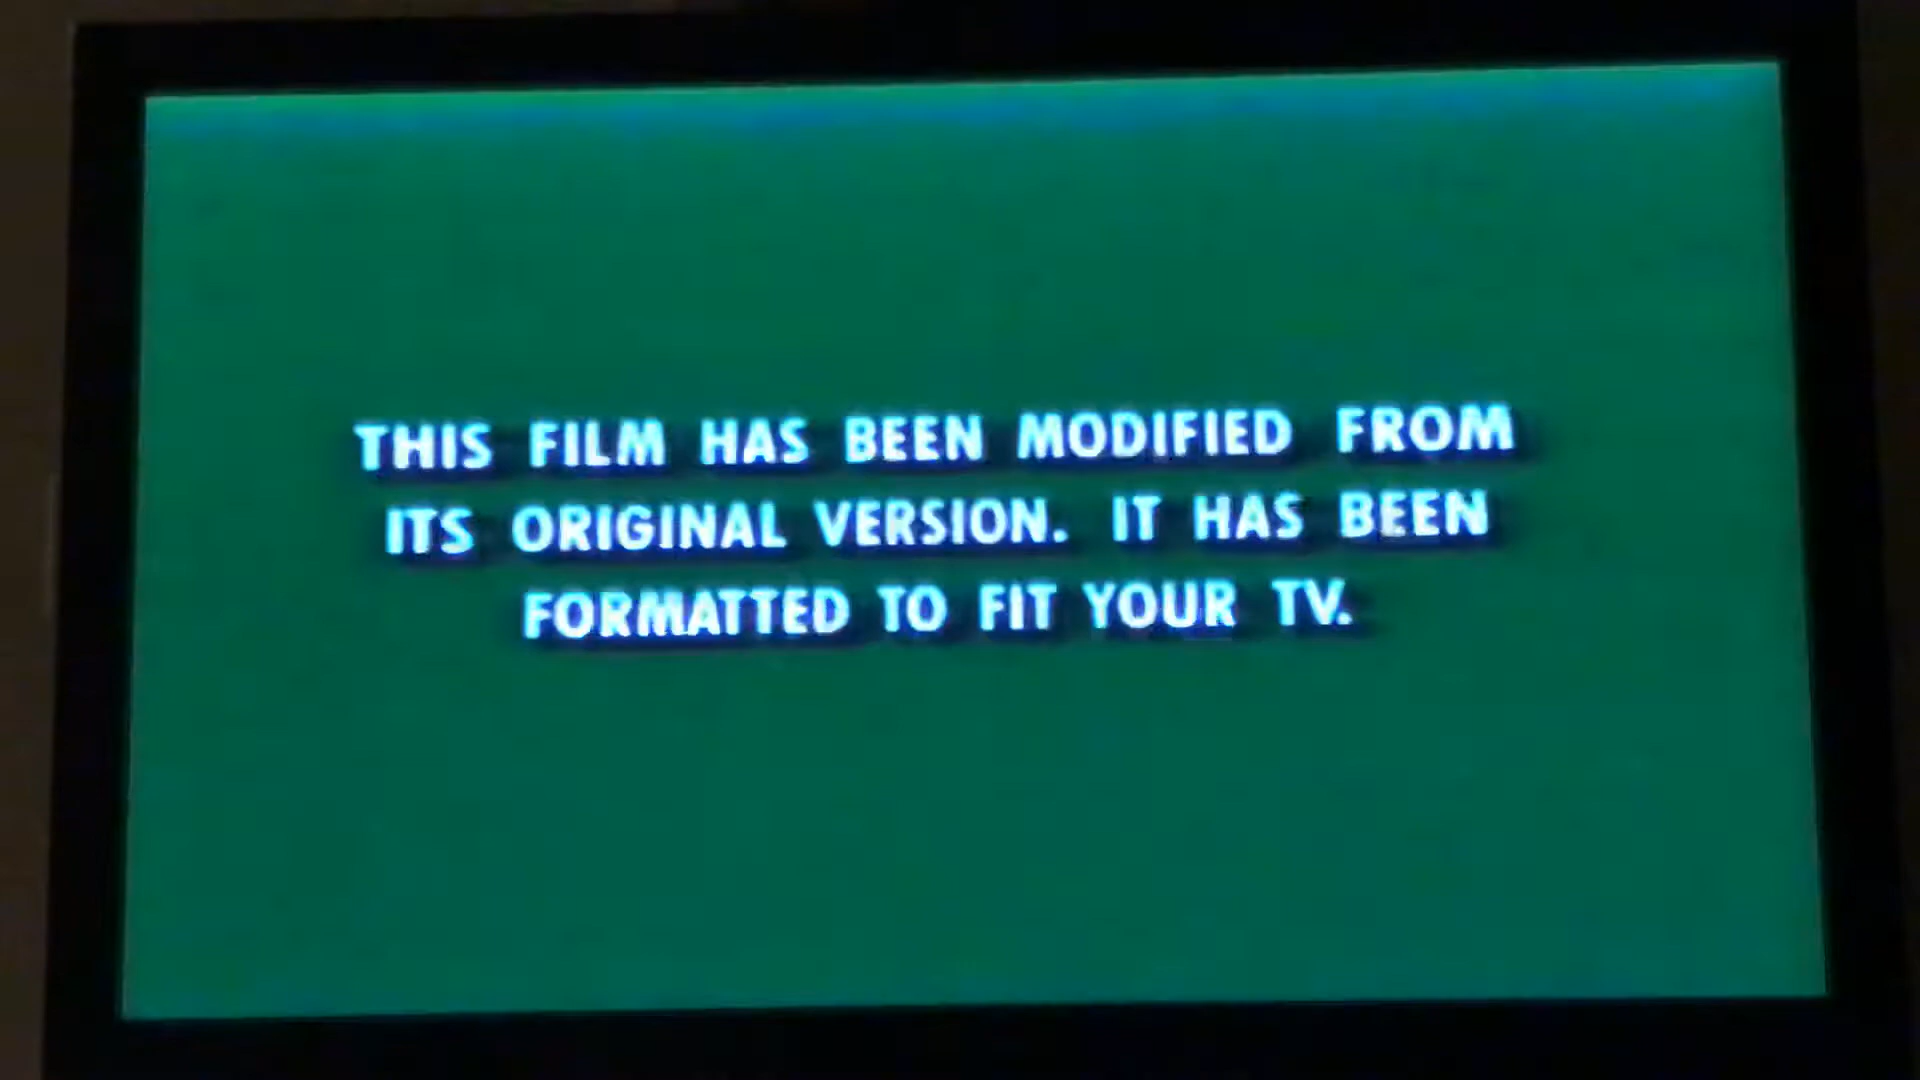 THIS FILM HAS BEEN MODIFIED FROM
ITS ORIGINAL VERSION. IT HAS BEEN
FORMATTED TO FIT YOUR TV.